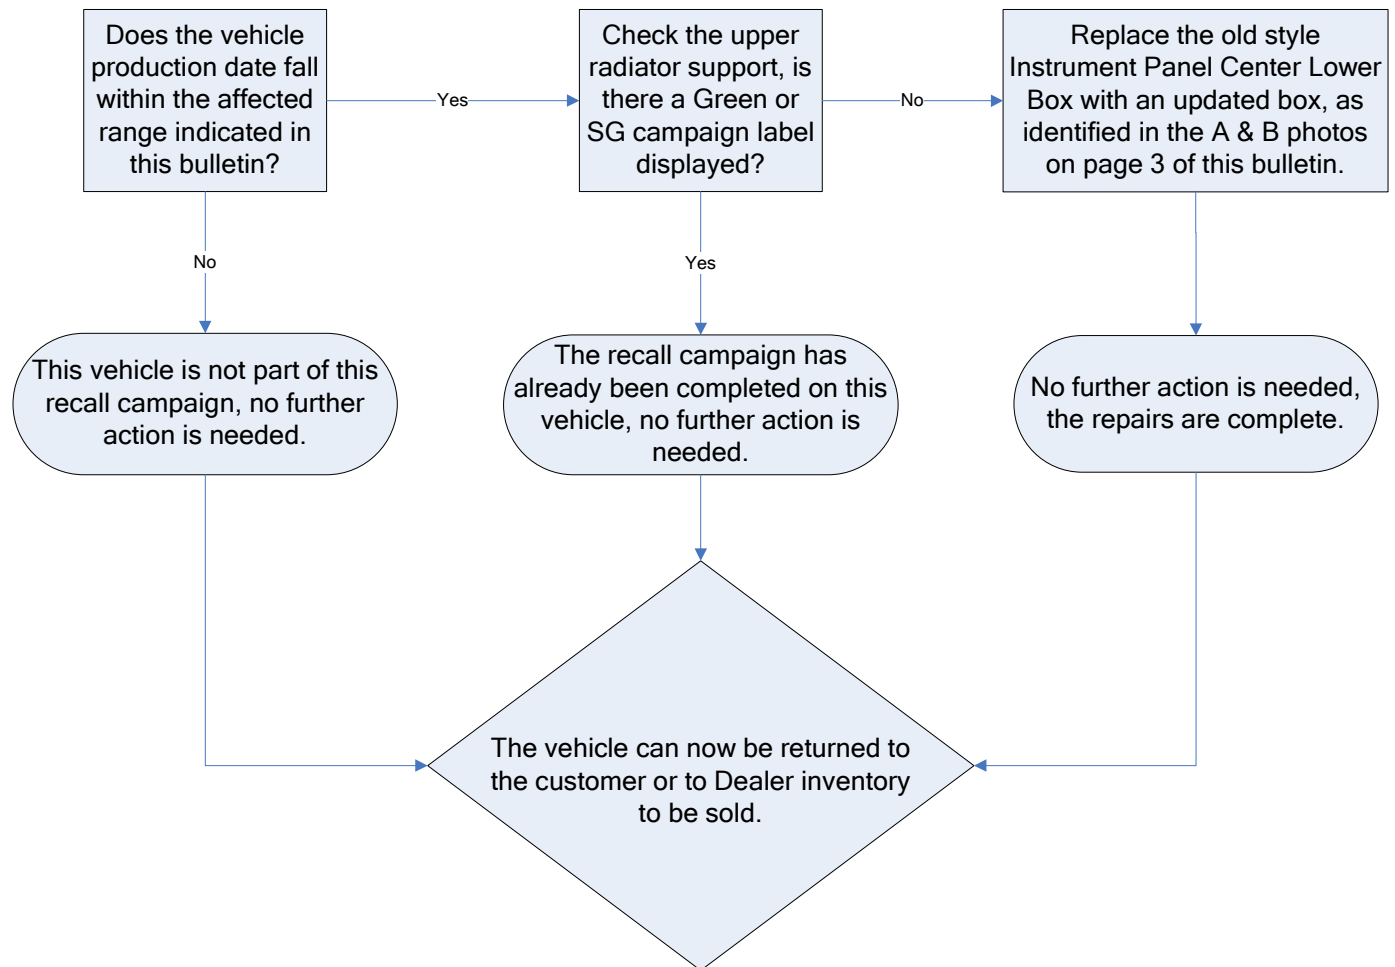 Does the vehicle
production date fall
within the affected
range indicated in
this bulletin?
Yes
Check the upper
radiator support, is
there a Green or
SG campaign label
displayed?
No
Replace the old style
Instrument Panel Center Lower
Box with an updated box, as
identified in the A & B photos
on page 3 of this bulletin.
No
Yes
This vehicle is not part of this
recall campaign, no further
action is needed.
The recall campaign has
already been completed on this
vehicle, no further action is
needed.
No further action is needed,
the repairs are complete.
The vehicle can now be returned to
the customer or to Dealer inventory
to be sold.